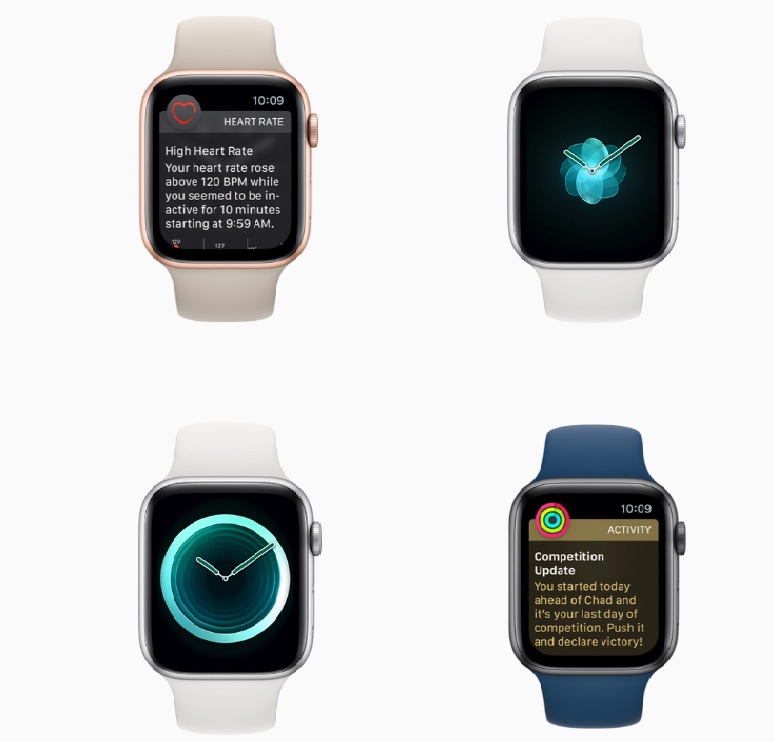 10:09
HEART RATE
High Heart Rate
Your heart rate rose
above 120 BPM while
you seemed to be in-
active for 10 minutes
starting at 9:59 AM.
10:09
ACTIVITY
Competition
Update
You started today
ahead of Chad and
it's your last day of
competition. Push it
and declare victory!